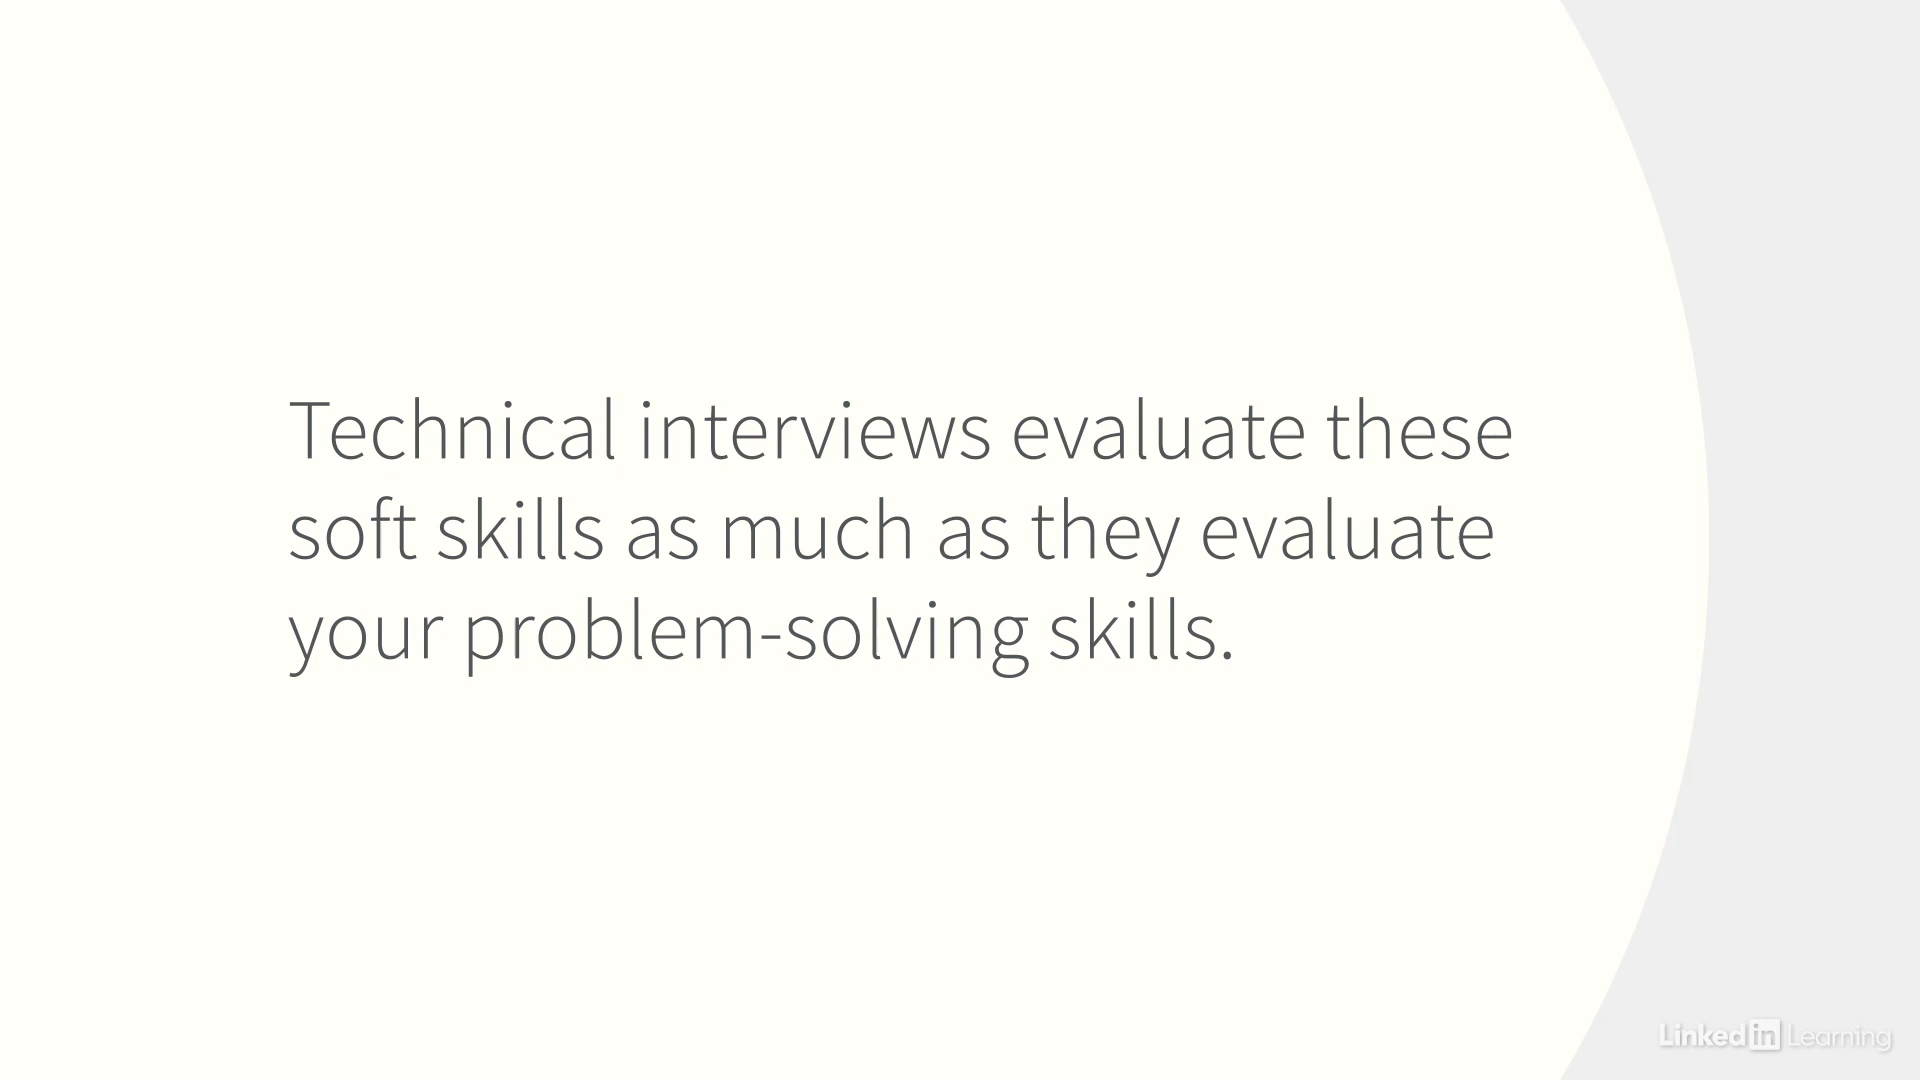 Technical interviews evaluate these
soft skills as much as they evaluate
your problem-solving skills.
LinkedIn Learning